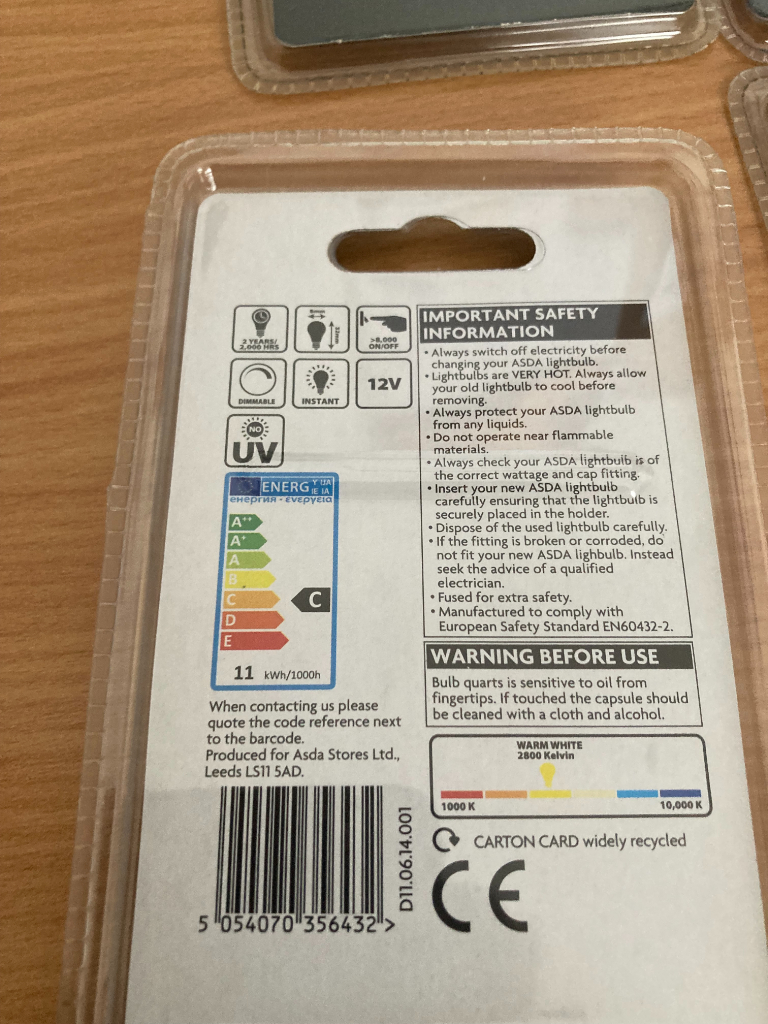 2 YEARS/
2,000 HRS
9mm
33mm
>8,000
ON/OFF
DIMMABLE
INSTANT
12V
NO
UV
ENERG Y UA
IE IA
енергия · ενεργεια
A++
A+
A
B
C
C
D
E
11 kWh/1000h
When contacting us please
quote the code reference next
to the barcode.
Produced for Asda Stores Ltd.,
Leeds LS11 5AD.
5 054070 356432 >
D11.06.14.001
IMPORTANT SAFETY
INFORMATION
• Always switch off electricity before
changing your ASDA lightbulb.
• Lightbulbs are VERY HOT. Always allow
your old lightbulb to cool before
removing.
• Always protect your ASDA lightbulb
from any liquids.
• Do not operate near flammable
materials.
• Always check your ASDA lightbulb is of
the correct wattage and cap fitting.
• Insert your new ASDA lightbulb
carefully ensuring that the lightbulb is
securely placed in the holder.
• Dispose of the used lightbulb carefully.
• If the fitting is broken or corroded, do
not fit your new ASDA lighbulb. Instead
seek the advice of a qualified
electrician.
• Fused for extra safety.
• Manufactured to comply with
European Safety Standard EN60432-2.
WARNING BEFORE USE
Bulb quarts is sensitive to oil from
fingertips. If touched the capsule should
be cleaned with a cloth and alcohol.
WARM WHITE
2800 Kelvin
1000 K
10,000 K
CARTON CARD widely recycled
CE